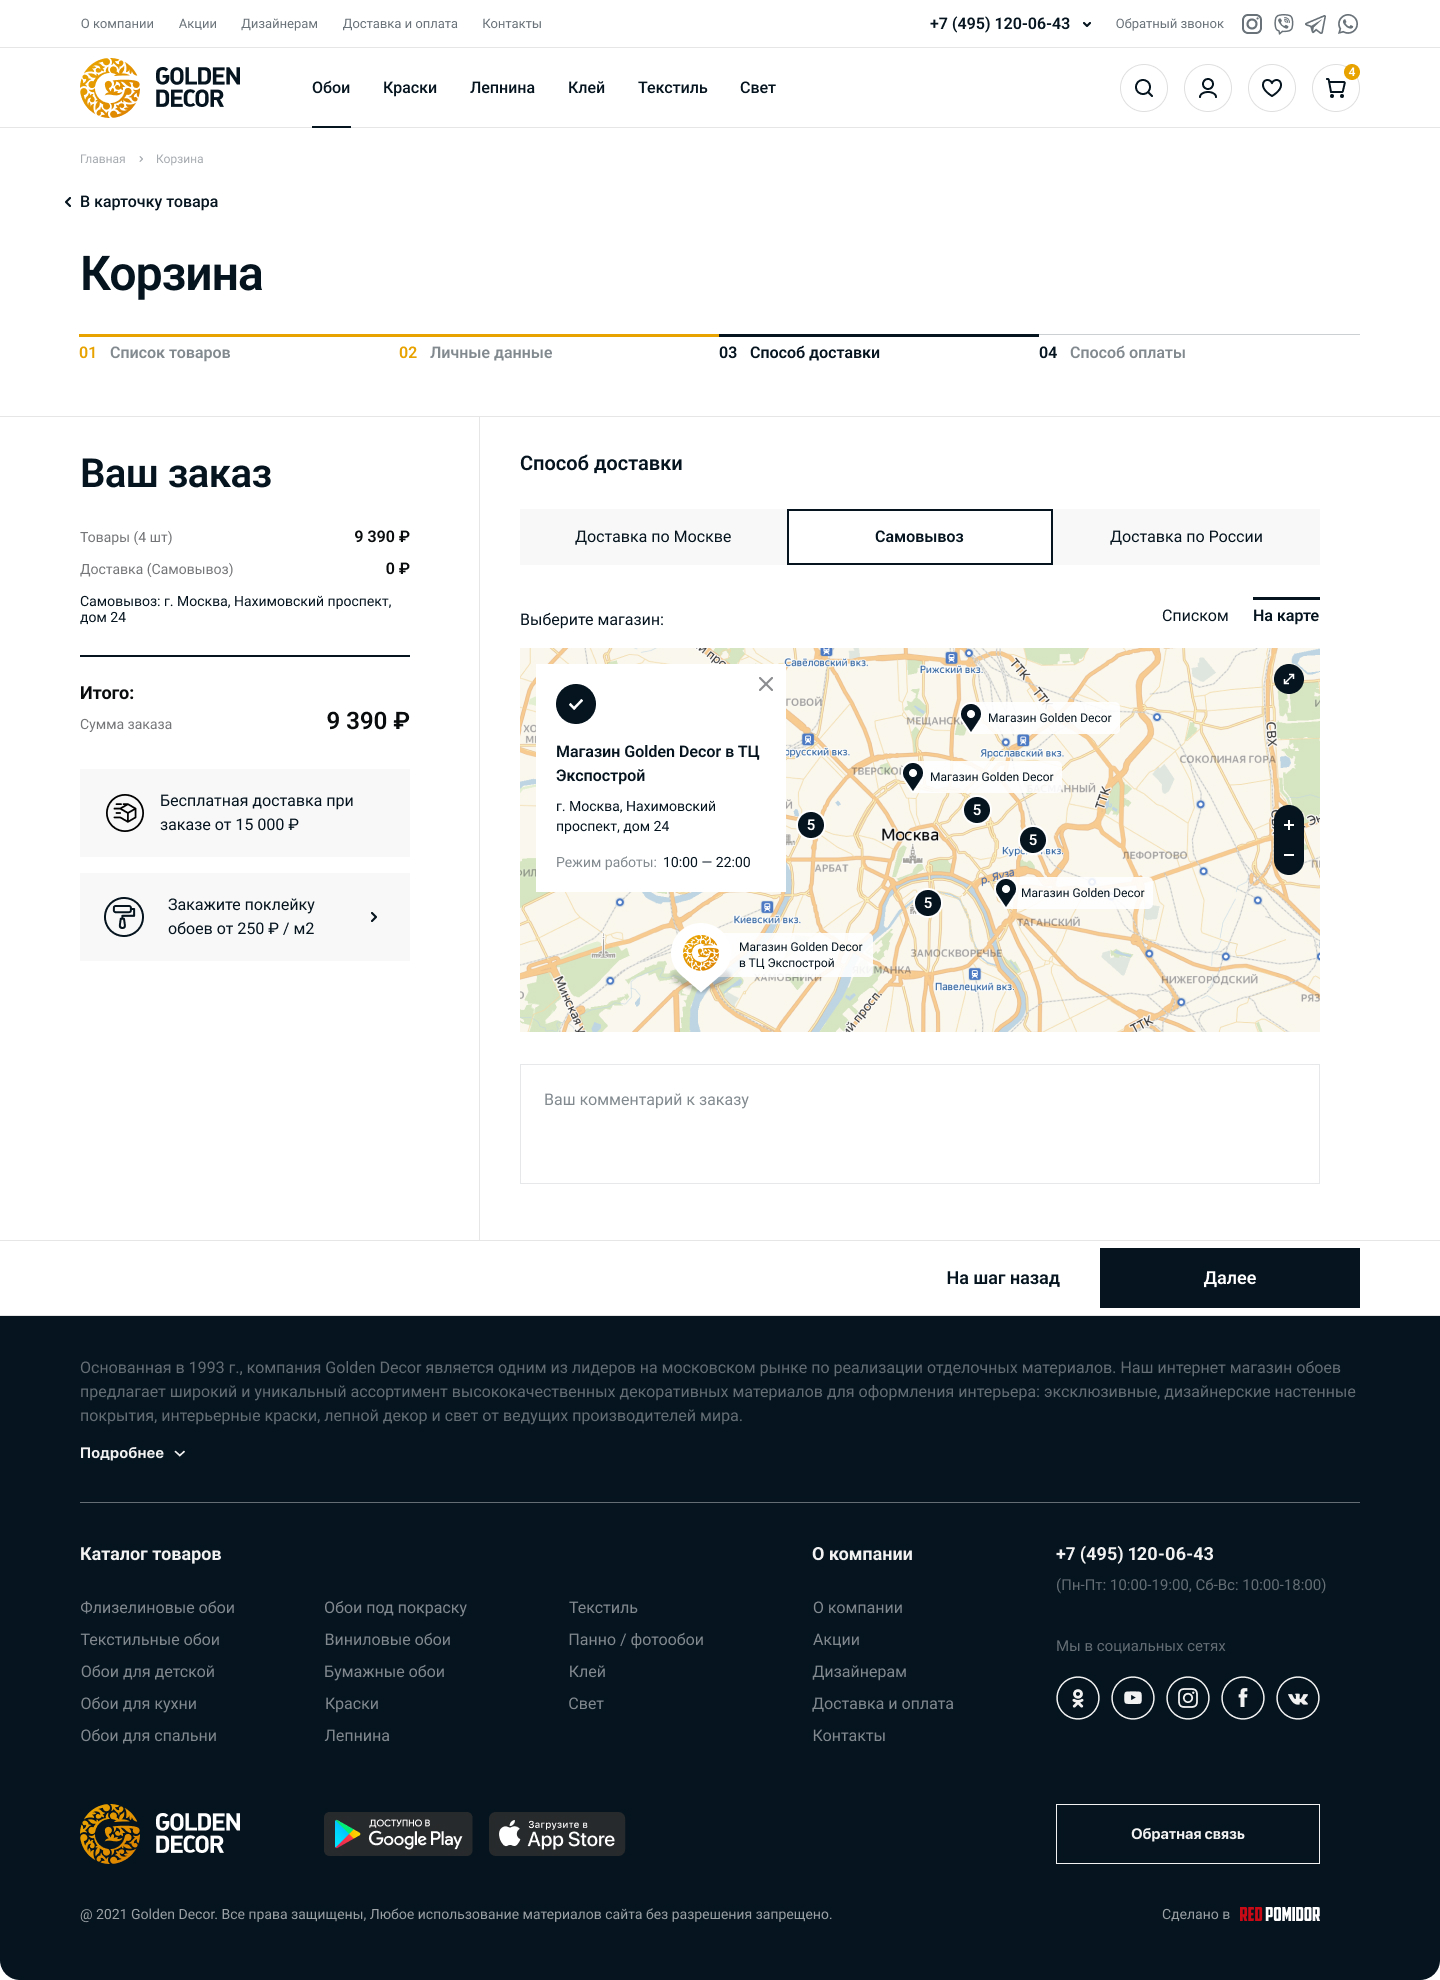 О компании
Акции
Дизайнерам
Доставка и оплата
Контакты
+7 (495) 120-06-43
Обратный звонок
GOLDEN
DECOR
Обои
Краски
Лепнина
Клей
Текстиль
Свет
4
Главная
Корзина
В карточку товара
Корзина
01 Список товаров
02 Личные данные
03 Способ доставки
04 Способ оплаты
Ваш заказ
Товары (4 шт) 9 390 ₽
Доставка (Самовывоз) 0 ₽
Самовывоз: г. Москва, Нахимовский проспект,
дом 24
Итого:
Сумма заказа 9 390 ₽
Бесплатная доставка при
заказе от 15 000 ₽
Закажите поклейку
обоев от 250 ₽ / м2
Способ доставки
Доставка по Москве
Самовывоз
Доставка по России
Выберите магазин:
Списком
На карте
Магазин Golden Decor в ТЦ
Экспострой
г. Москва, Нахимовский
проспект, дом 24
Режим работы: 10:00 — 22:00
Савёловский вкз.
Рижский вкз.
ТТК
Магазин Golden Decor
Ярославский вкз.
СВХ
СОКОЛИНАЯ ГОРА
Магазин Golden Decor
ТТК
5
5
5
Москва
ЛЕФОРТОВО
АРБАТ
р. Яуза
Магазин Golden Decor
5
Киевский вкз.
ТАГАНСКИЙ
Магазин Golden Decor
в ТЦ Экспострой
ЗАМОСКВОРЕЧЬЕ
ХАМОВНИКИ
Павелецкий вкз.
НИЖЕГОРОДСКИЙ
Минская у
ий просп.
ТТК
РЯЗ
Ваш комментарий к заказу
На шаг назад
Далее
Основанная в 1993 г., компания Golden Decor является одним из лидеров на московском рынке по реализации отделочных материалов. Наш интернет магазин обоев
предлагает широкий и уникальный ассортимент высококачественных декоративных материалов для оформления интерьера: эксклюзивные, дизайнерские настенные
покрытия, интерьерные краски, лепной декор и свет от ведущих производителей мира.
Подробнее
Каталог товаров
Флизелиновые обои
Текстильные обои
Обои для детской
Обои для кухни
Обои для спальни
Обои под покраску
Виниловые обои
Бумажные обои
Краски
Лепнина
Текстиль
Панно / фотообои
Клей
Свет
О компании
О компании
Акции
Дизайнерам
Доставка и оплата
Контакты
+7 (495) 120-06-43
(Пн-Пт: 10:00-19:00, Сб-Вс: 10:00-18:00)
Мы в социальных сетях
GOLDEN
DECOR
ДОСТУПНО В
Google Play
Загрузите в
App Store
Обратная связь
@ 2021 Golden Decor. Все права защищены, Любое использование материалов сайта без разрешения запрещено.
Сделано в REDPOMIDOR